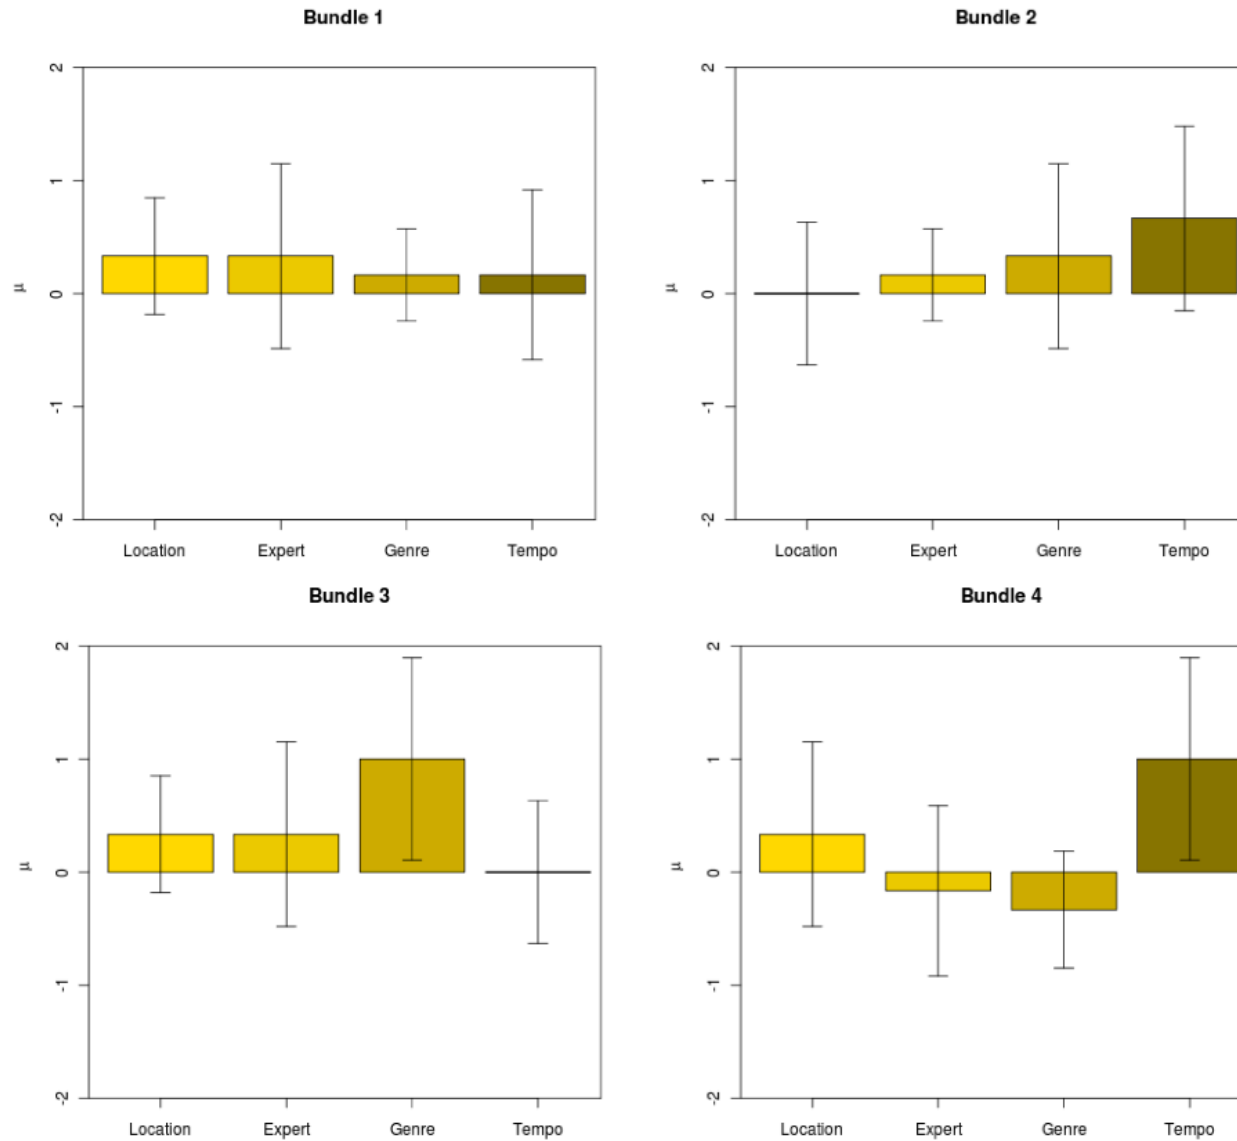 Bundle 1
2
1
0
-1
-2
μ
Location Expert Genre Tempo
Bundle 2
2
1
0
-1
-2
μ
Location Expert Genre Tempo
Bundle 3
2
1
0
-1
-2
μ
Location Expert Genre Tempo
Bundle 4
2
1
0
-1
-2
μ
Location Expert Genre Tempo